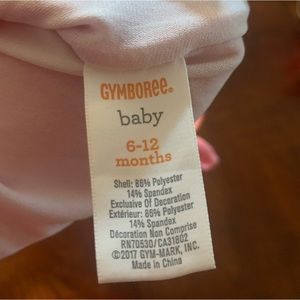 GYMBOREE®
baby
6-12
months
Shell: 86% Polyester
14% Spandex
Exclusive Of Decoration
Extérieur: 86% Polyester
14% Spandex
Décoration Non Comprise
RN70530/CA31802
©2017 GYM-MARK, INC.
Made in China